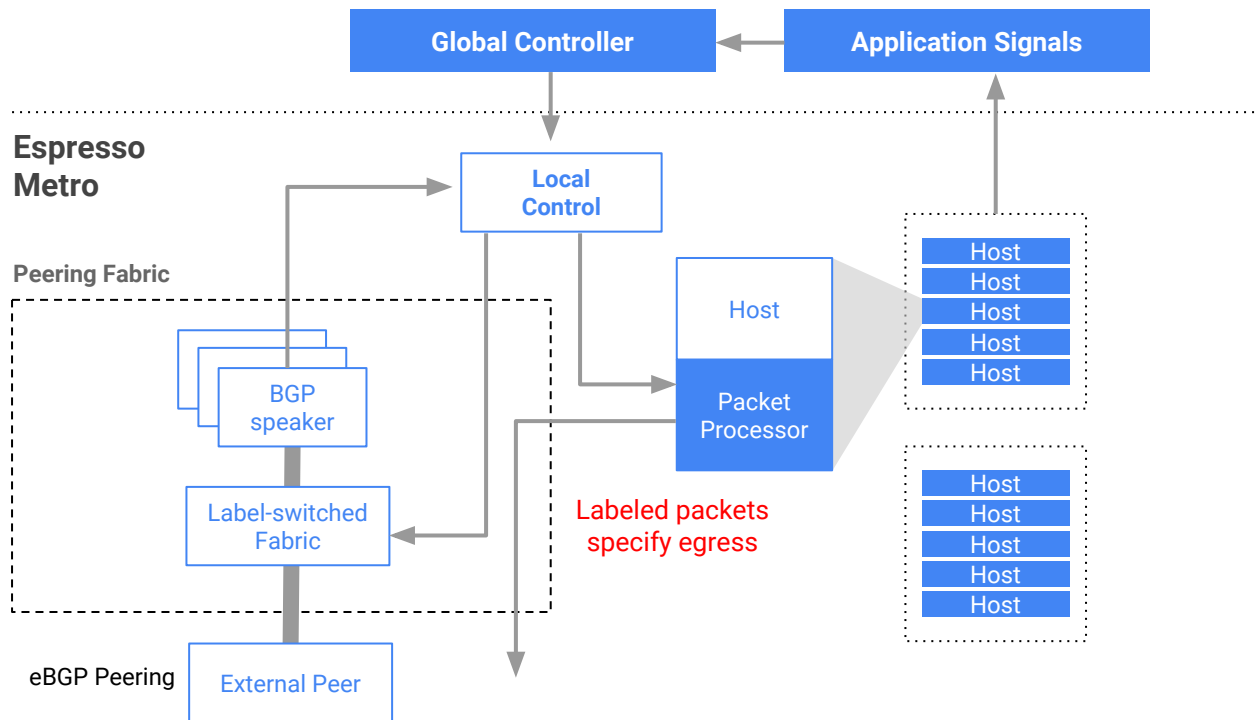 Global Controller
Application Signals
Espresso
Metro
Local
Control
Peering Fabric
Host
Host
Host
Host
Host
Host
BGP
speaker
Packet
Processor
Label-switched
Fabric
Labeled packets
specify egress
Host
Host
Host
Host
Host
eBGP Peering
External Peer